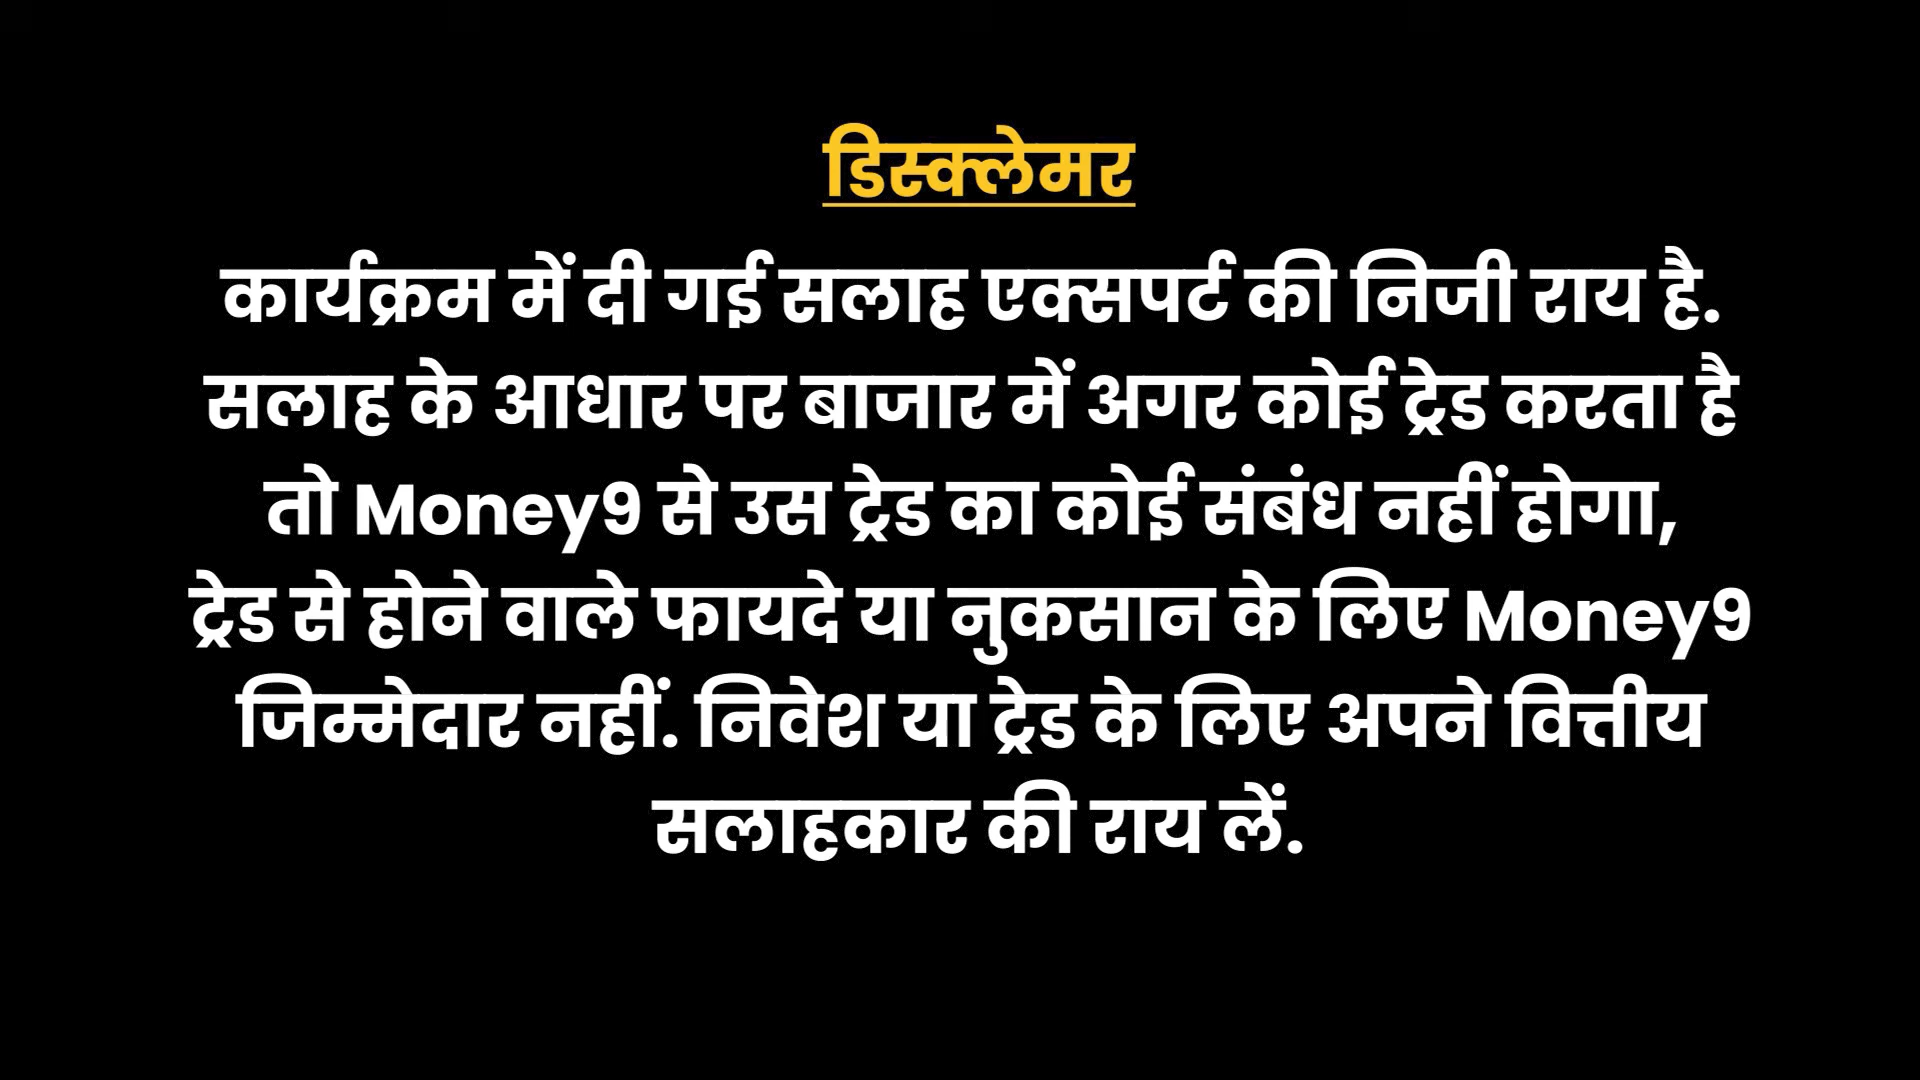 डिस्क्लेमर
कार्यक्रम में दी गई सलाह एक्सपर्ट की निजी राय है.
सलाह के आधार पर बाजार में अगर कोई ट्रेड करता है
तो Money9 से उस ट्रेड का कोई संबंध नहीं होगा,
ट्रेड से होने वाले फायदे या नुकसान के लिए Money9
जिम्मेदार नहीं. निवेश या ट्रेड के लिए अपने वित्तीय
सलाहकार की राय लें.